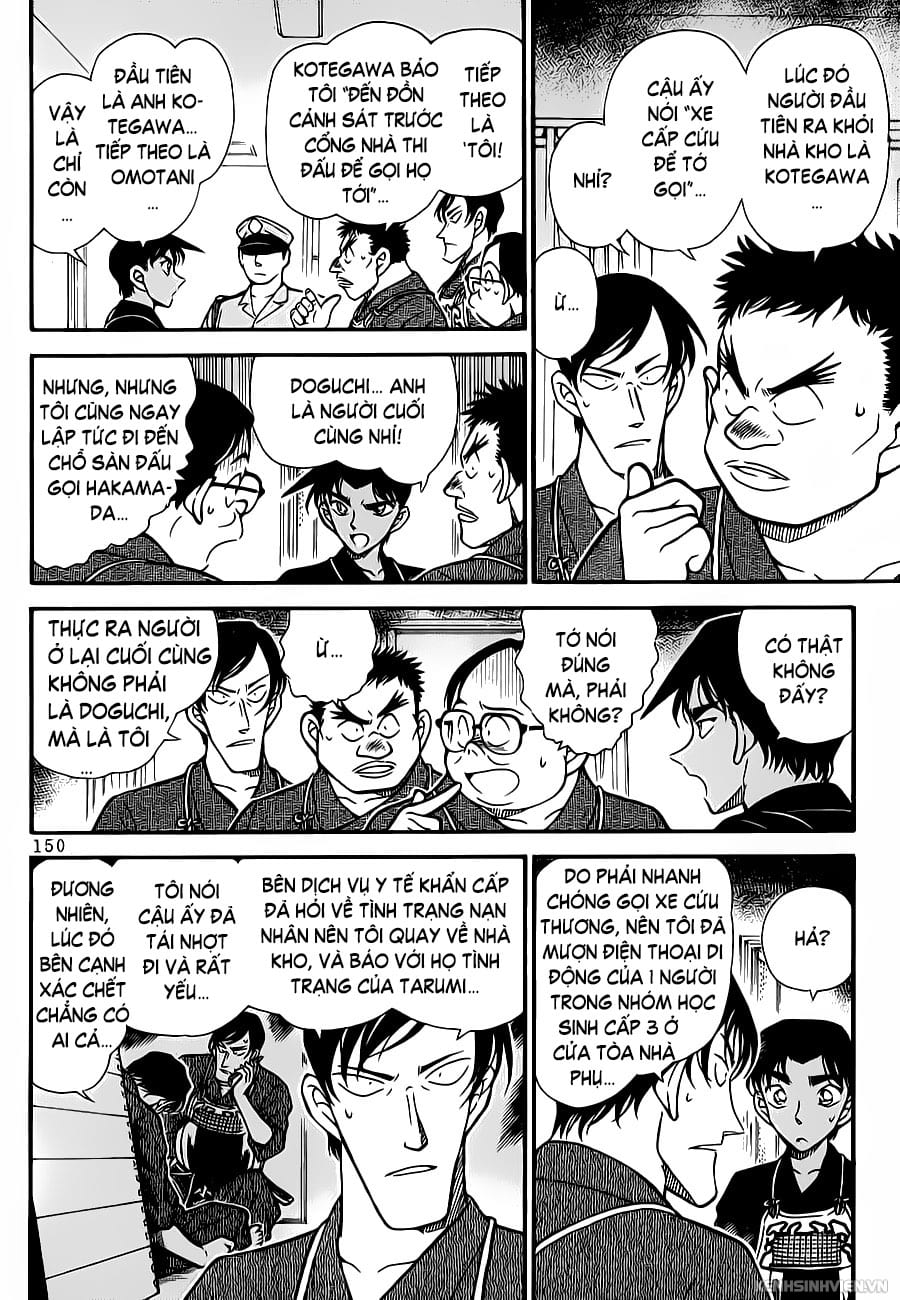 LÚC ĐÓ
NGƯỜI ĐẦU
TIÊN RA KHỎI
NHÀ KHO LÀ
KOTEGAWA...
CẬU ẤY
NÓI “XE
CẤP CỨU
ĐỂ TỚ
GỌI”...
NHỈ?
Ừ...
TIẾP
THEO
LÀ
‘TÔI!
KOTEGAWA BẢO
TÔI “ĐẾN ĐỒN
CẢNH SÁT TRƯỚC
CỔNG NHÀ THI
ĐẤU ĐỂ GỌI HỌ
TỚI”...
ĐẦU TIÊN
LÀ ANH KO-
TEGAWA...
TIẾP THEO LÀ
OMOTANI
...
VẬY
LÀ
CHỈ
CÒN
...
DOGUCHI... ANH
LÀ NGƯỜI CUỐI
CÙNG NHỈ!
NHƯNG, NHƯNG
TÔI CŨNG NGAY
LẬP TỨC ĐI ĐẾN
CHỖ SÀN ĐẤU
GỌI HAKAMA-
DA...
CÓ THẬT
KHÔNG
ĐẤY?
TỚ NÓI
ĐÚNG
MÀ, PHẢI
KHÔNG?
Ừ...
THỰC RA NGƯỜI
Ở LẠI CUỐI CÙNG
KHÔNG PHẢI
LÀ DOGUCHI,
MÀ LÀ TÔI
...
150
HẢ?
DO PHẢI NHANH
CHÓNG GỌI XE CỨU
THƯƠNG, NÊN TÔI ĐÃ
MƯỢN ĐIỆN THOẠI DI
ĐỘNG CỦA 1 NGƯỜI
TRONG NHÓM HỌC
SINH CẤP 3 Ở
CỬA TÒA NHÀ
PHỤ...
BÊN DỊCH VỤ Y TẾ KHẨN CẤP
ĐÃ HỎI VỀ TÌNH TRẠNG NẠN
NHÂN NÊN TÔI QUAY VỀ NHÀ
KHO, VÀ BÁO VỚI HỌ TÌNH
TRẠNG CỦA TARUMI...
TÔI NÓI
CẬU ẤY ĐÃ
TÁI NHỢT
ĐI VÀ RẤT
YẾU...
ĐƯƠNG
NHIÊN,
LÚC ĐÓ
BÊN CẠNH
XÁC CHẾT
CHẲNG CÓ
AI CẢ...
KENHSINHVIEN.VN